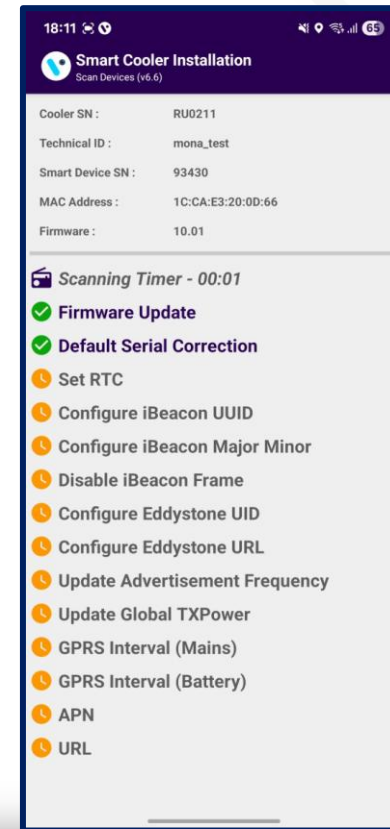 18:11
65
Smart Cooler Installation
Scan Devices (v6.6)
Cooler SN : RU0211
Technical ID : mona_test
Smart Device SN : 93430
MAC Address : 1C:CA:E3:20:0D:66
Firmware : 10.01
Scanning Timer - 00:01
Firmware Update
Default Serial Correction
Set RTC
Configure iBeacon UUID
Configure iBeacon Major Minor
Disable iBeacon Frame
Configure Eddystone UID
Configure Eddystone URL
Update Advertisement Frequency
Update Global TXPower
GPRS Interval (Mains)
GPRS Interval (Battery)
APN
URL